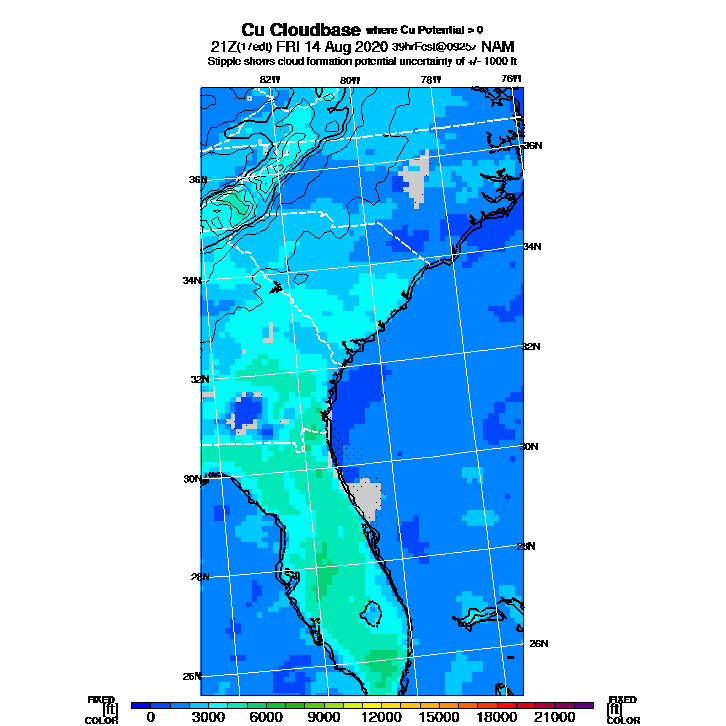 Cu Cloudbase where Cu Potential > 0
21Z(17edt) FRI 14 Aug 2020 39hrFcst@0925z NAM
Stipple shows cloud formation potential uncertainty of +/- 1000 ft
82W 80W 78W 76W
36N
36N
34N
34N
32N
32N
30N
30N
28N
28N
26N
26N
FIXED FIXED
[ft] [ft]
COLOR COLOR
0 3000 6000 9000 12000 15000 18000 21000